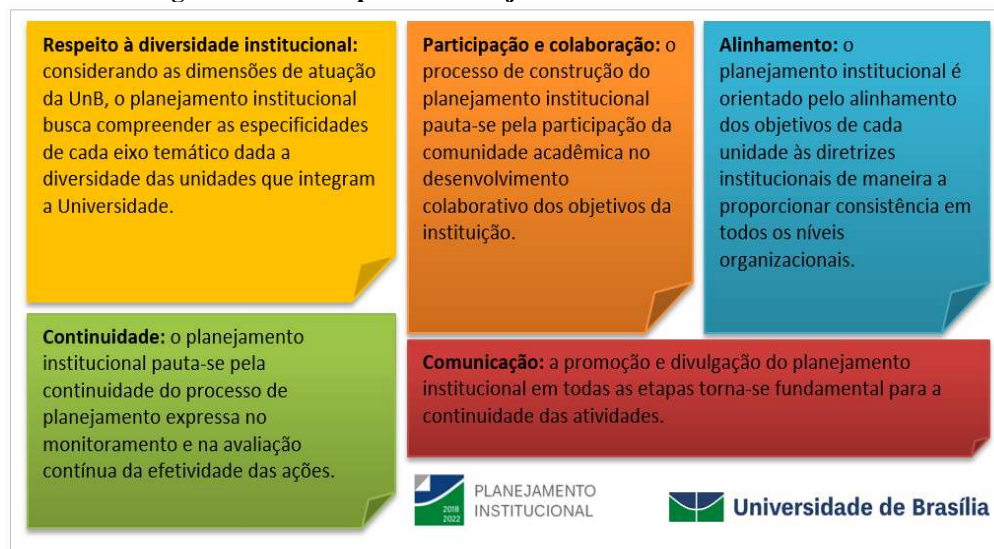 Respeito à diversidade institucional:
considerando as dimensões de atuação
da UnB, o planejamento institucional
busca compreender as especificidades
de cada eixo temático dada a
diversidade das unidades que integram
a Universidade.
Participação e colaboração: o
processo de construção do
planejamento institucional
pauta-se pela participação da
comunidade acadêmica no
desenvolvimento
colaborativo dos objetivos da
instituição.
Alinhamento: o
planejamento institucional é
orientado pelo alinhamento
dos objetivos de cada
unidade às diretrizes
institucionais de maneira a
proporcionar consistência em
todos os níveis
organizacionais.
Continuidade: o planejamento
institucional pauta-se pela
continuidade do processo de
planejamento expressa no
monitoramento e na avaliação
contínua da efetividade das ações.
Comunicação: a promoção e divulgação do planejamento
institucional em todas as etapas torna-se fundamental para a
continuidade das atividades.
2018
2022
PLANEJAMENTO
INSTITUCIONAL
Universidade de Brasília